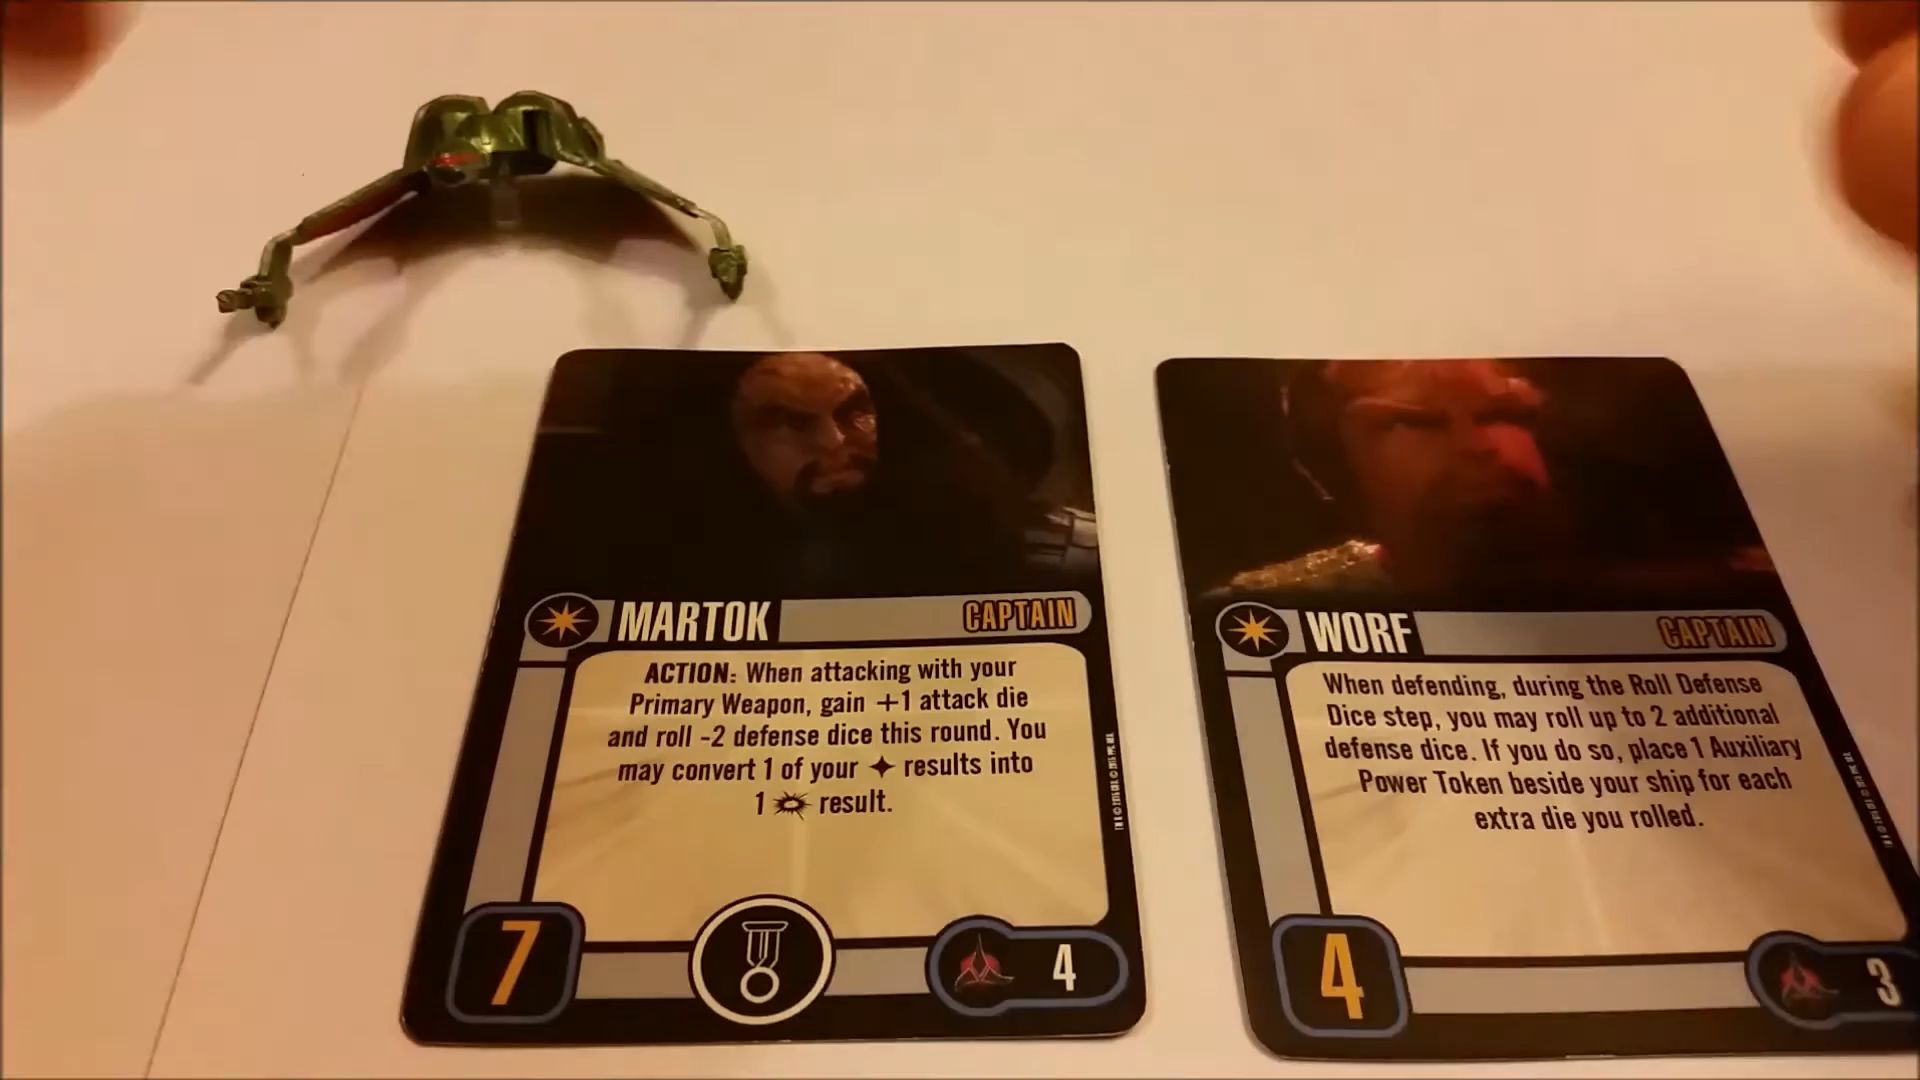 MARTOK CAPTAIN
ACTION: When attacking with your
Primary Weapon, gain +1 attack die
and roll -2 defense dice this round. You
may convert 1 of your results into
1 result.
7 4
WORF CAPTAIN
When defending, during the Roll Defense
Dice step, you may roll up to 2 additional
defense dice. If you do so, place 1 Auxiliary
Power Token beside your ship for each
extra die you rolled.
4 3